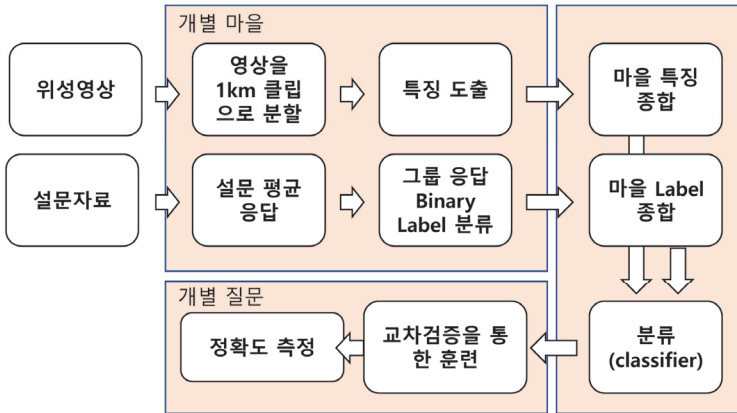 개별 마을
위성영상
영상을
1km 클립
으로 분할
특징 도출
마을 특징
종합
설문자료
설문 평균
응답
그룹 응답
Binary
Label 분류
마을 Label
종합
개별 질문
정확도 측정
교차검증을 통
한 훈련
분류
(classifier)